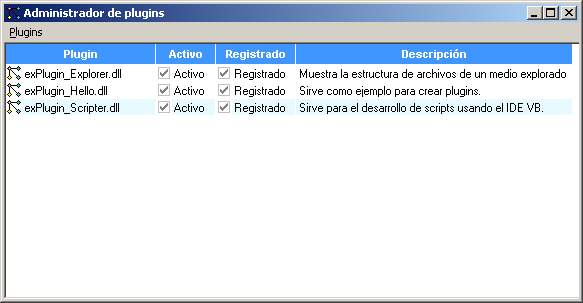 Administrador de plugins
Plugins
Plugin Activo Registrado Descripción
exPlugin_Explorer.dll Activo Registrado Muestra la estructura de archivos de un medio explorado
exPlugin_Hello.dll Activo Registrado Sirve como ejemplo para crear plugins.
exPlugin_Scripter.dll Activo Registrado Sirve para el desarrollo de scripts usando el IDE VB.